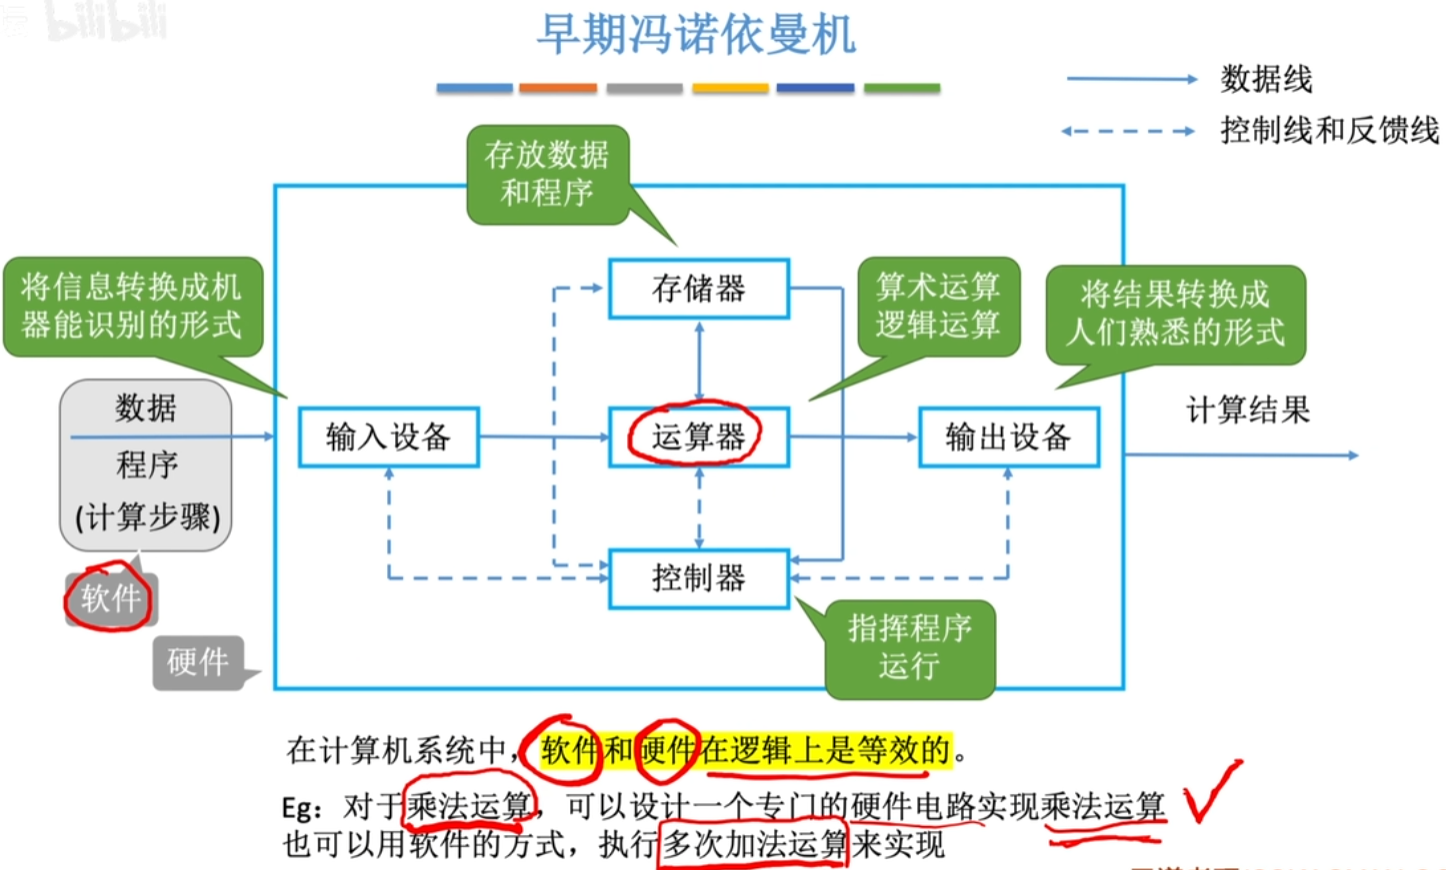 bilibili
早期冯诺依曼机
数据线
控制线和反馈线
存放数据
和程序
将信息转换成机
器能识别的形式
存储器
算术运算
逻辑运算
将结果转换成
人们熟悉的形式
数据
程序
(计算步骤)
输入设备
运算器
输出设备
计算结果
软件
硬件
控制器
指挥程序
运行
在计算机系统中，软件和硬件在逻辑上是等效的。
Eg：对于乘法运算，可以设计一个专门的硬件电路实现乘法运算
也可以用软件的方式，执行多次加法运算来实现